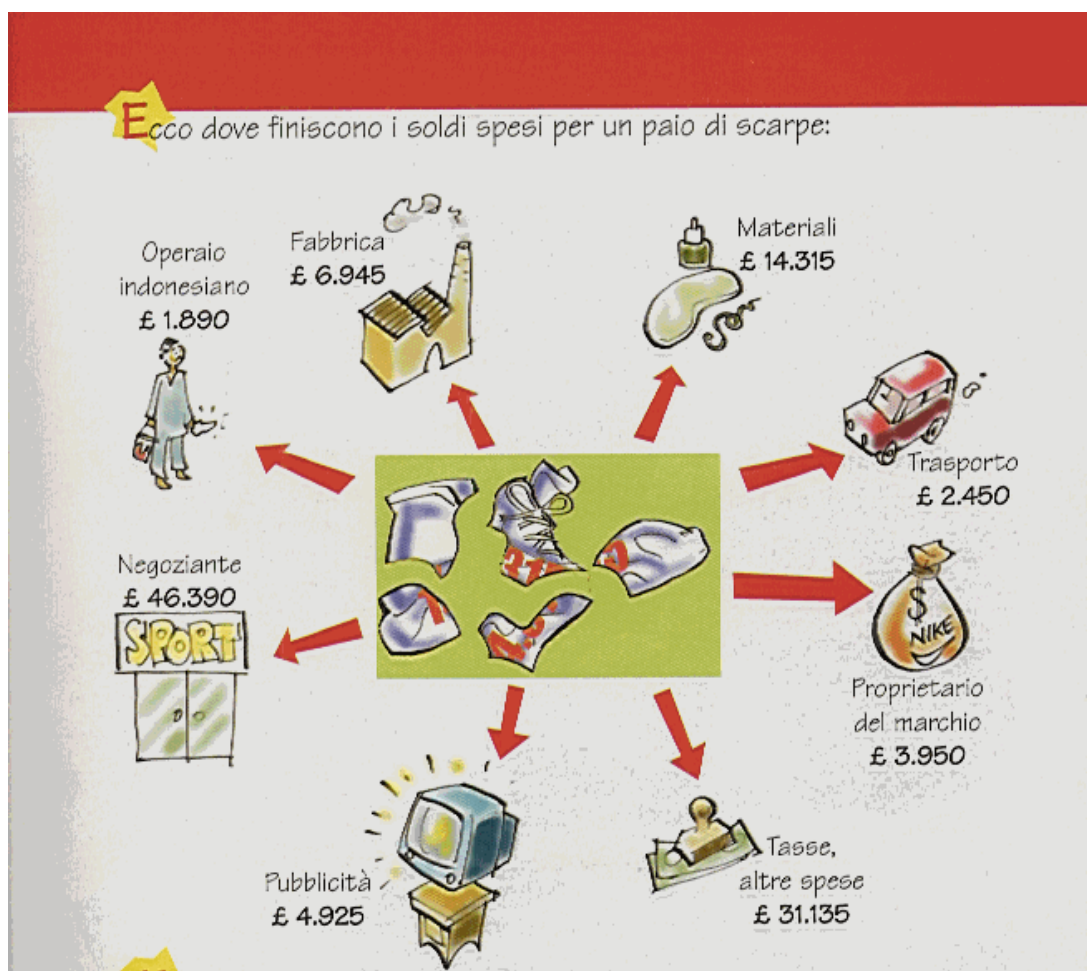 Ecco dove finiscono i soldi spesi per un paio di scarpe:
Operaio
indonesiano
£ 1.890
Fabbrica
£ 6.945
Materiali
£ 14.315
Trasporto
£ 2.450
Negoziante
£ 46.390
SPORT
$
NIKE
Proprietario
del marchio
£ 3.950
Pubblicità
£ 4.925
Tasse,
altre spese
£ 31.135